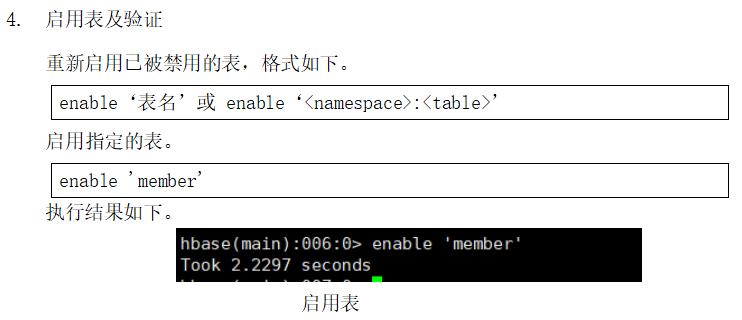 4. 启用表及验证
重新启用已被禁用的表，格式如下。
enable ‘表名’或 enable ‘<namespace>:<table>’
启用指定的表。
enable 'member'
执行结果如下。
hbase(main):006:0> enable 'member'
Took 2.2297 seconds
启用表